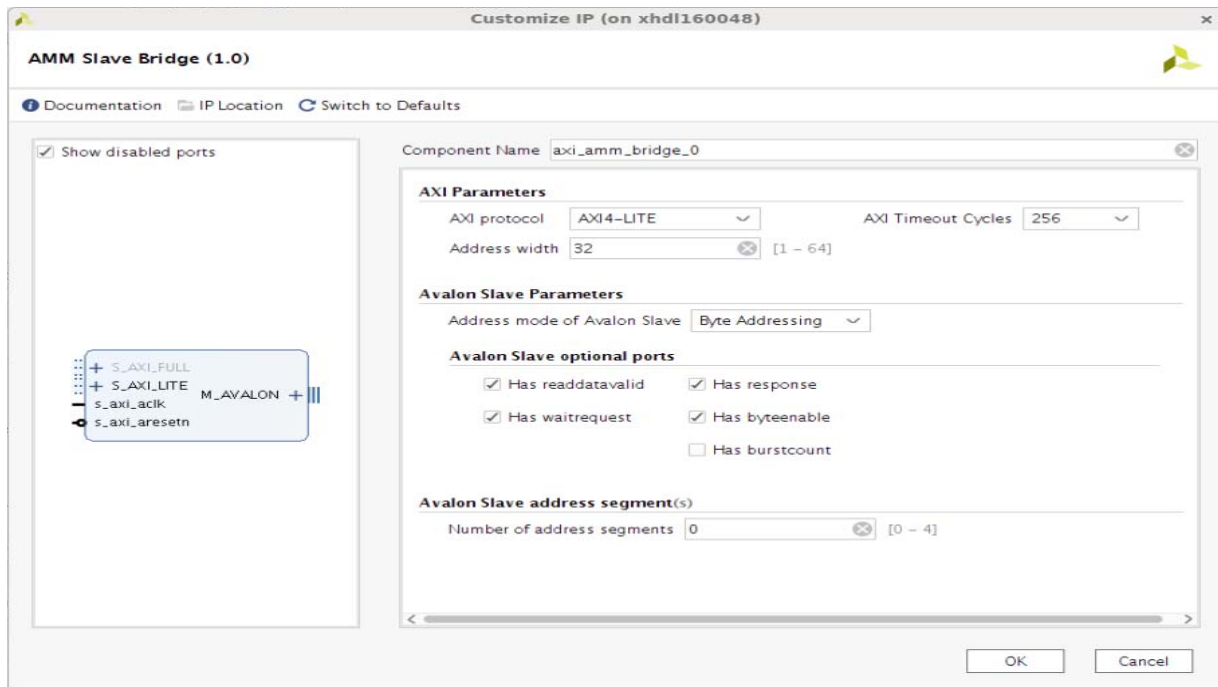 Customize IP (on xhdl160048)
AMM Slave Bridge (1.0)
Documentation IP Location Switch to Defaults
Show disabled ports
S_AXI_FULL
S_AXI_LITE
s_axi_aclk
s_axi_aresetn
M_AVALON
Component Name axi_amm_bridge_0
AXI Parameters
AXI protocol AXI4-LITE AXI Timeout Cycles 256
Address width 32 [1 - 64]
Avalon Slave Parameters
Address mode of Avalon Slave Byte Addressing
Avalon Slave optional ports
Has readdatavalid Has response
Has waitrequest Has byteenable
Has burstcount
Avalon Slave address segment(s)
Number of address segments 0 [0 - 4]
OK Cancel